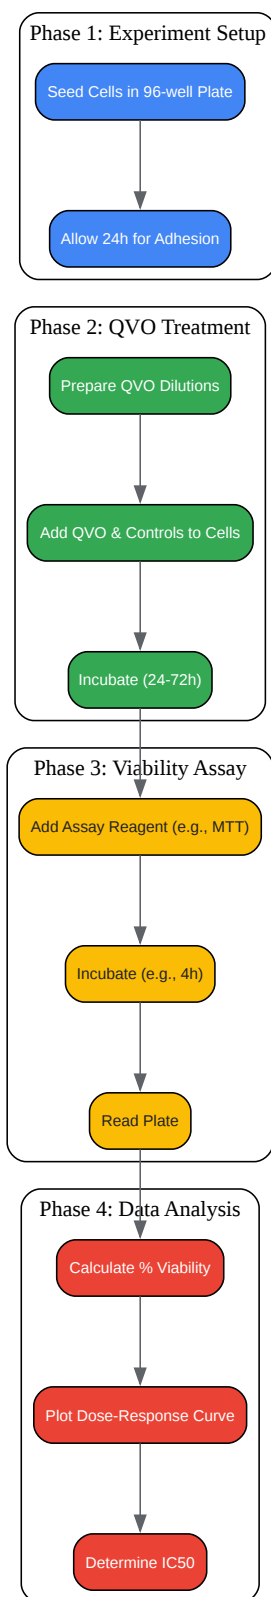 Phase 1: Experiment Setup
Seed Cells in 96-well Plate
Allow 24h for Adhesion
Phase 2: QVO Treatment
Prepare QVO Dilutions
Add QVO & Controls to Cells
Incubate (24-72h)
Phase 3: Viability Assay
Add Assay Reagent (e.g., MTT)
Incubate (e.g., 4h)
Read Plate
Phase 4: Data Analysis
Calculate % Viability
Plot Dose-Response Curve
Determine IC50